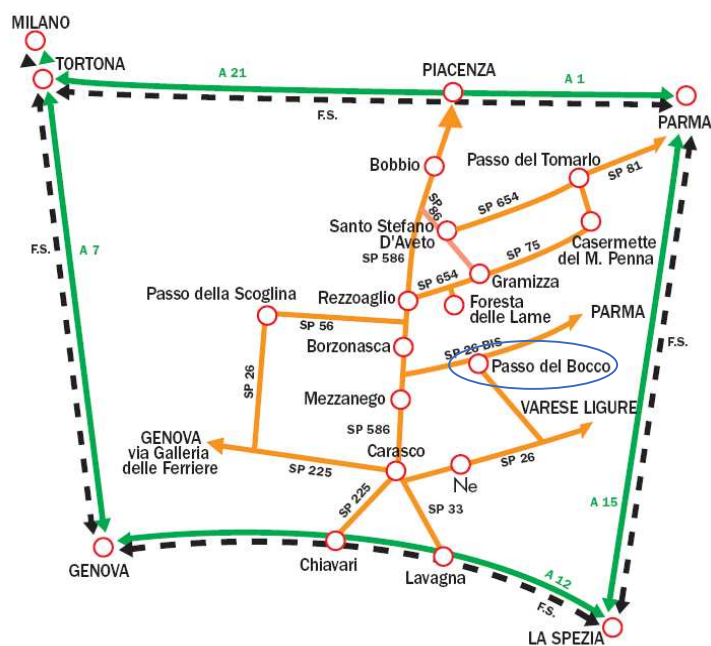 MILANO
TORTONA
A 21
PIACENZA
A 1
F.S.
PARMA
Bobbio
Passo del Tomarlo
SP 81
SP 654
SP 86
Santo Stefano
D'Aveto
F.S.
A 7
SP 586
SP 75
Casermette
del M. Penna
Gramizza
SP 654
Passo della Scoglina
Rezzoaglio
Foresta
delle Lame
PARMA
SP 56
F.S.
Borzonasca
SP 26 BIS
Passo del Bocco
SP 26
Mezzanego
VARESE LIGURE
SP 586
GENOVA
via Galleria
delle Ferriere
Carasco
SP 225
SP 26
Ne
SP 225
SP 33
A 15
GENOVA
Chiavari
Lavagna
A 12
F.S.
LA SPEZIA